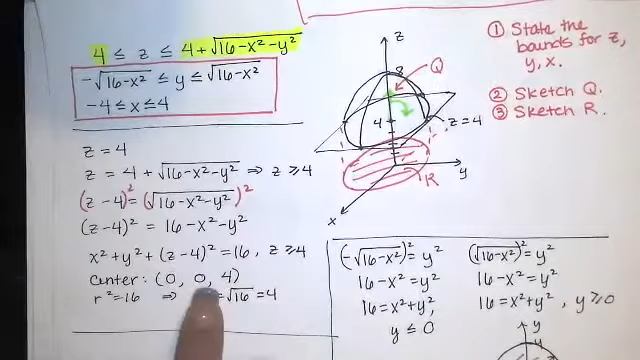 4 ≤ z ≤ 4+√(16-x²-y²)
-√(16-x²) ≤ y ≤ √(16-x²)
-4 ≤ x ≤ 4
z = 4
z = 4 + √(16-x²-y²) ⇒ z ≥ 4
(z-4)² = (√(16-x²-y²))²
(z-4)² = 16-x²-y²
x²+y²+(z-4)² = 16, z ≥ 4
center: (0, 0, 4)
r² = 16 ⇒ = √16 = 4
z
8
Q
4
z=4
y
R
x
① State the
bounds for z,
y, x.
② Sketch Q.
③ Sketch R.
(-√(16-x²))² = y²
16-x² = y²
16 = x²+y²,
y ≤ 0
(√(16-x²))² = y²
16-x² = y²
16 = x²+y², y ≥ 0
y
4